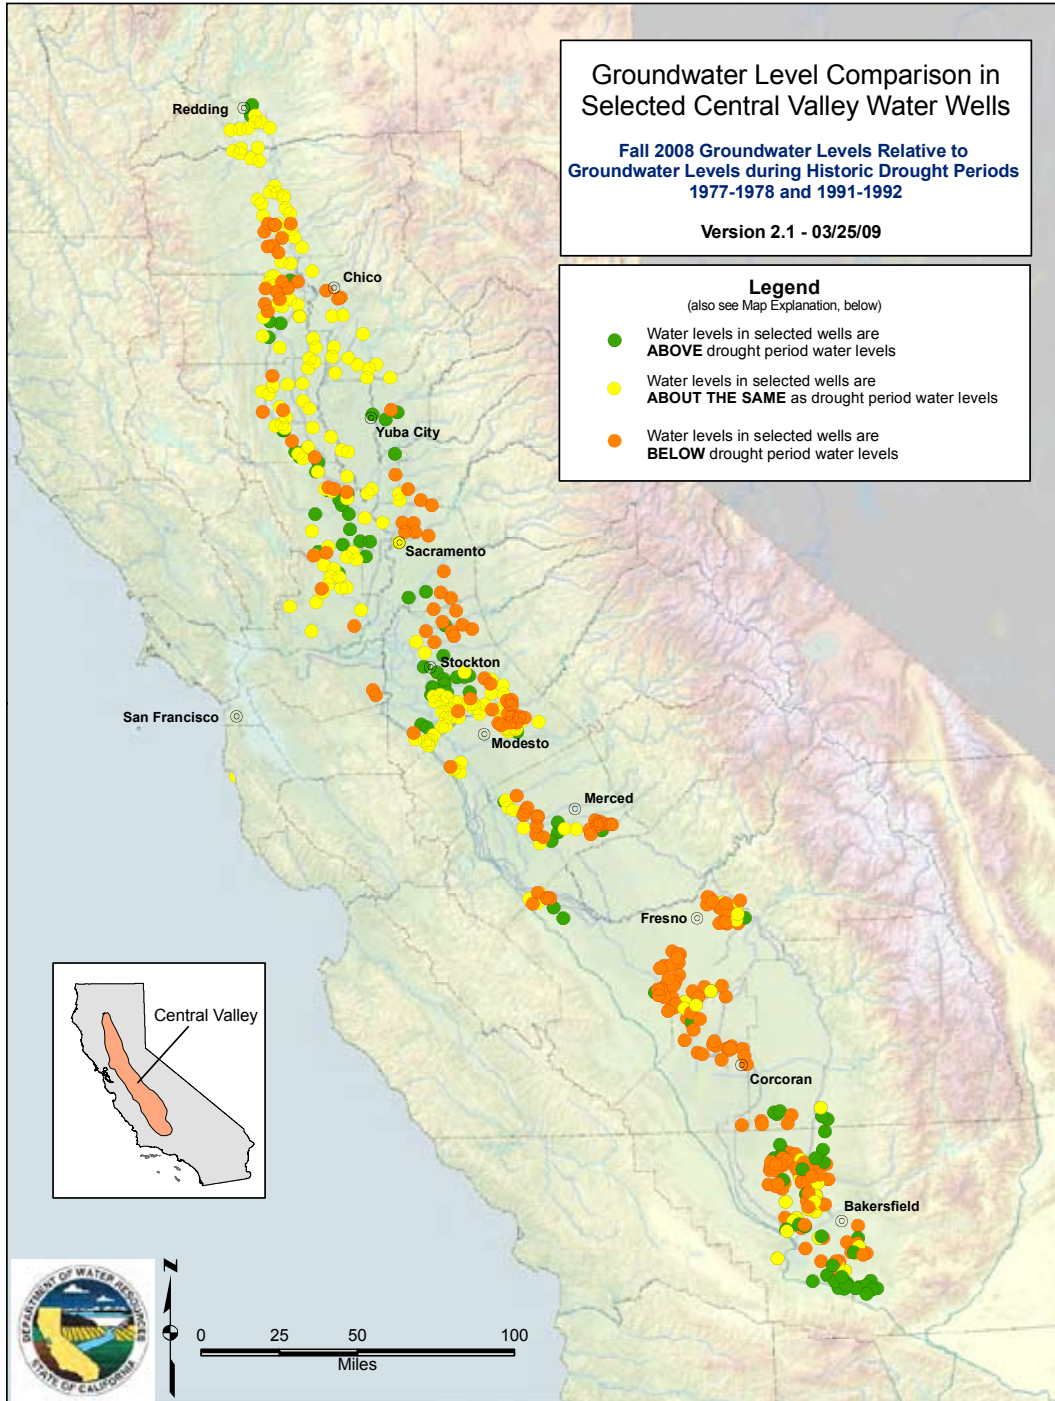 Groundwater Level Comparison in
Selected Central Valley Water Wells
Fall 2008 Groundwater Levels Relative to
Groundwater Levels during Historic Drought Periods
1977-1978 and 1991-1992
Version 2.1 - 03/25/09
Legend
(also see Map Explanation, below)
Water levels in selected wells are
ABOVE drought period water levels
Water levels in selected wells are
ABOUT THE SAME as drought period water levels
Water levels in selected wells are
BELOW drought period water levels
Redding
Chico
Yuba City
Sacramento
Stockton
San Francisco
Modesto
Merced
Fresno
Corcoran
Bakersfield
Central Valley
DEPARTMENT OF WATER RESOURCES
STATE OF CALIFORNIA
N
0 25 50 100
Miles